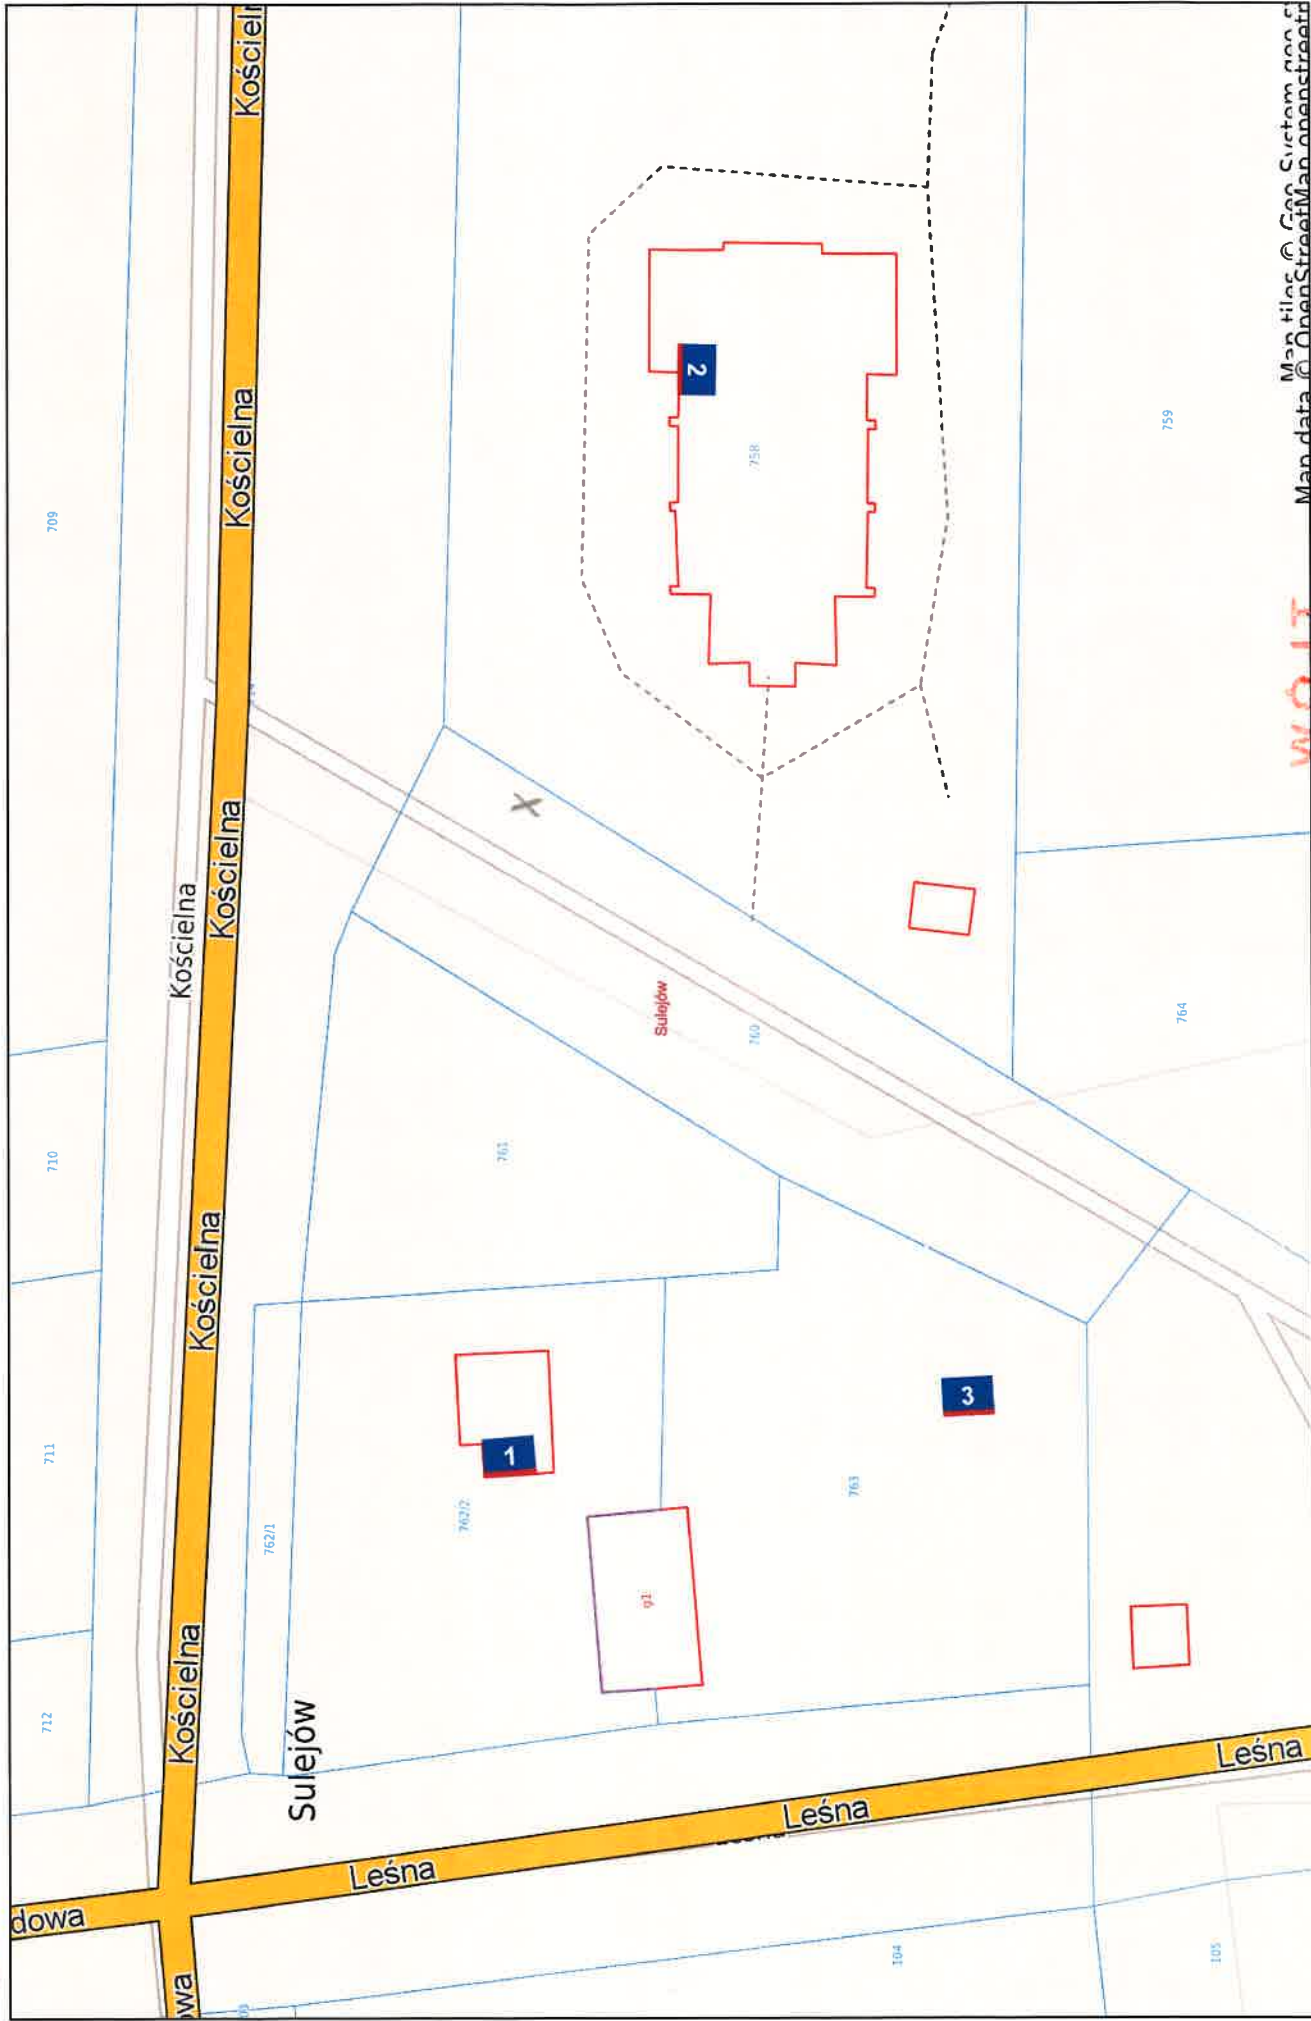 Kościelna
Kościelna
Kościelna
Kościelna
Kościelna
Kościelna
Leśna
Leśna
Leśna
dowa
Sulejów
Sulejów
709
710
711
712
758
759
760
761
762/1
762/2
763
764
104
105
g1
1
2
3
X
Map tiles © Geo-System
Map data © OpenStreetMap openstreetm